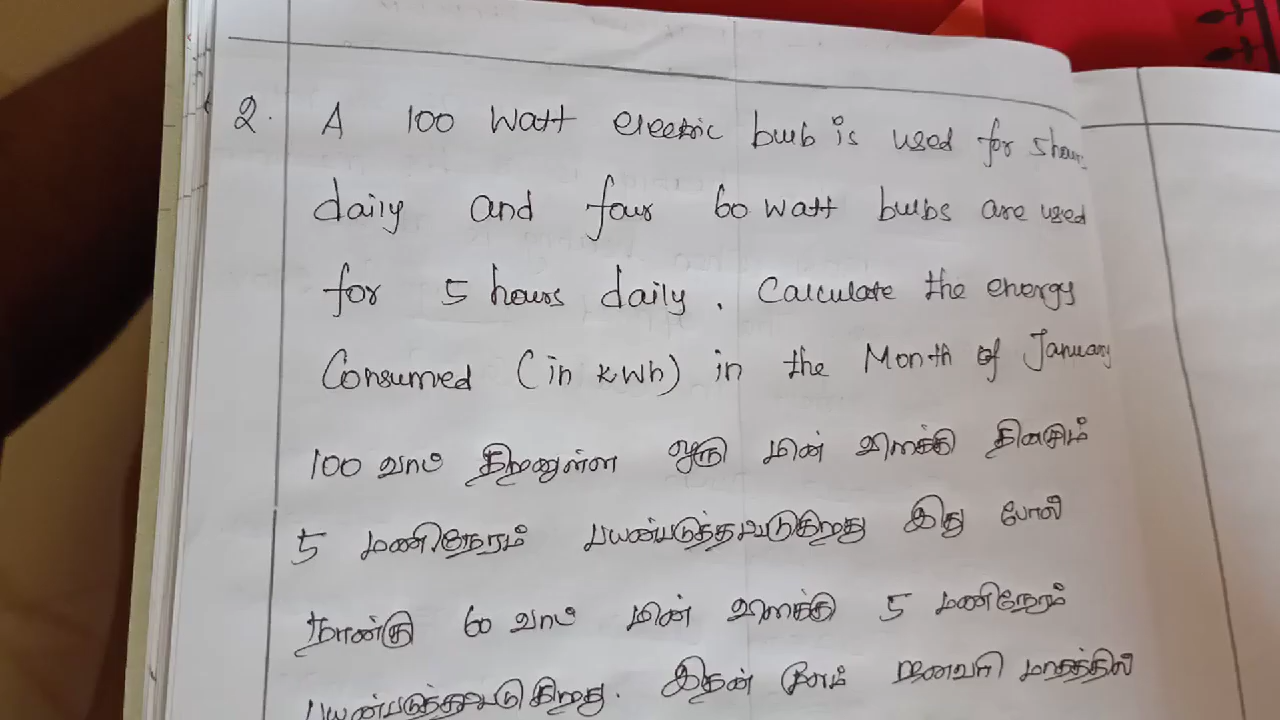 2. A 100 Watt electric bulb is used for 5 hours
daily and four 60 watt bulbs are used
for 5 hours daily. Calculate the energy
Consumed (in kWh) in the Month of January
100 வாட் திறனுள்ள ஒரு மின் விளக்கு தினசரி
5 மணிநேரம் பயன்படுத்தப்படுகிறது இது போல்
நான்கு 60 வாட் மின் விளக்கு 5 மணிநேரம்
பயன்படுத்தப்படுகிறது. இதன் மூலம் ஜனவரி மாதத்தில்